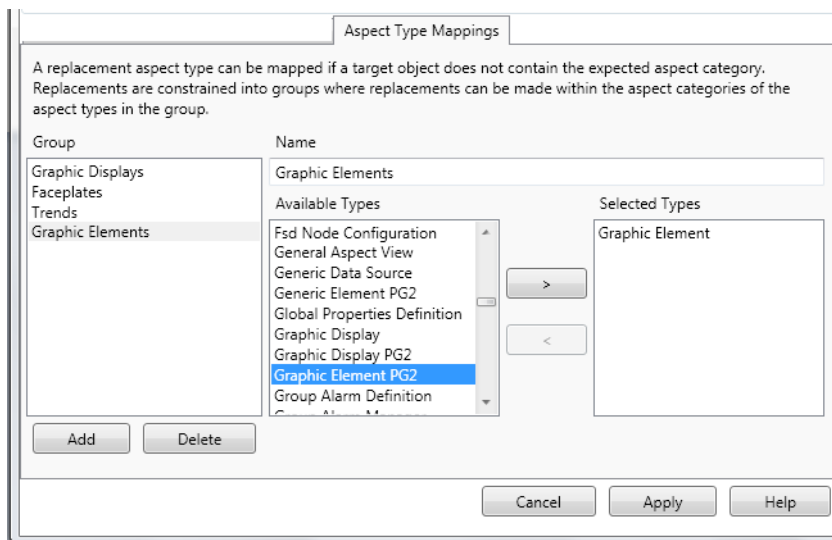 Aspect Type Mappings
A replacement aspect type can be mapped if a target object does not contain the expected aspect category.
Replacements are constrained into groups where replacements can be made within the aspect categories of the
aspect types in the group.
Group
Name
Graphic Displays
Faceplates
Trends
Graphic Elements
Graphic Elements
Available Types
Fsd Node Configuration
General Aspect View
Generic Data Source
Generic Element PG2
Global Properties Definition
Graphic Display
Graphic Display PG2
Graphic Element PG2
Group Alarm Definition
>
<
Selected Types
Graphic Element
Add
Delete
Cancel
Apply
Help